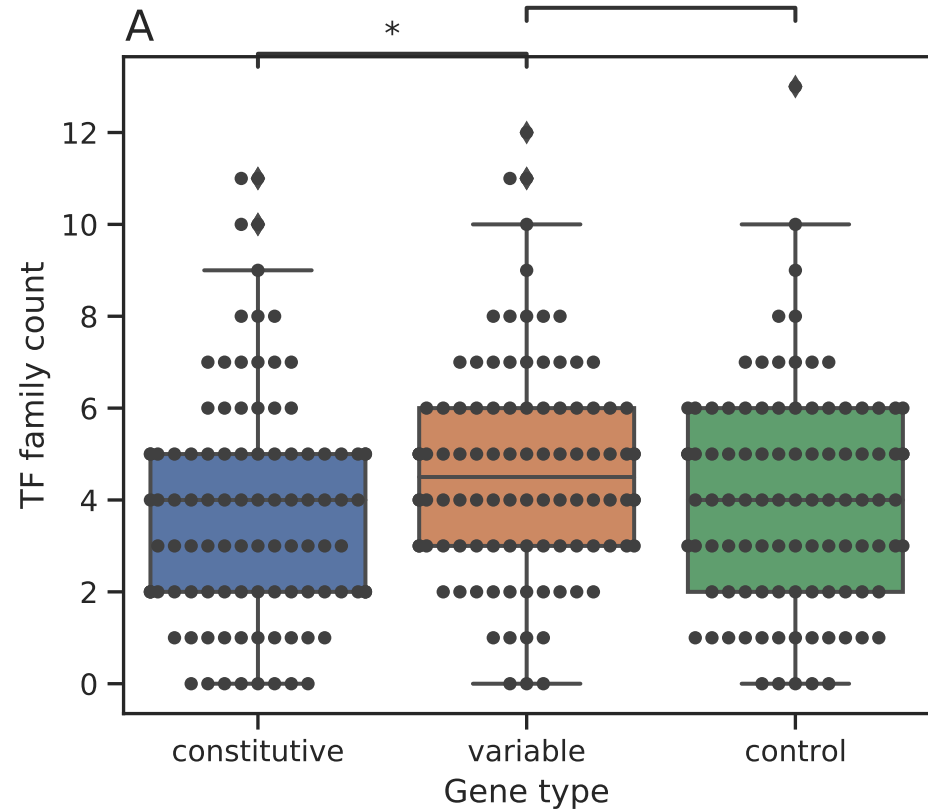 A
*
12
10
8
6
4
2
0
TF family count
constitutive
variable
control
Gene type